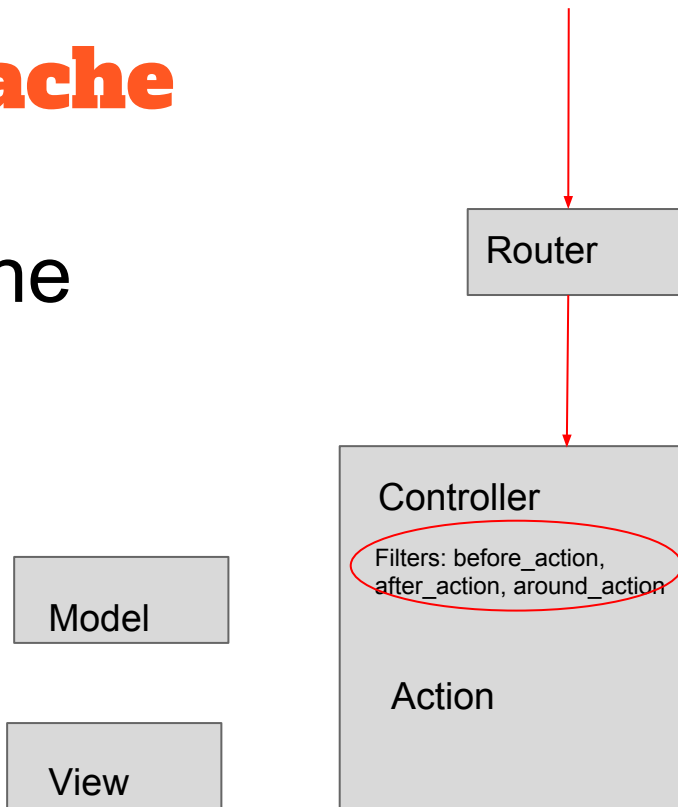 ache
ne
Router
Controller
Filters: before_action,
after_action, around_action
Model
Action
View